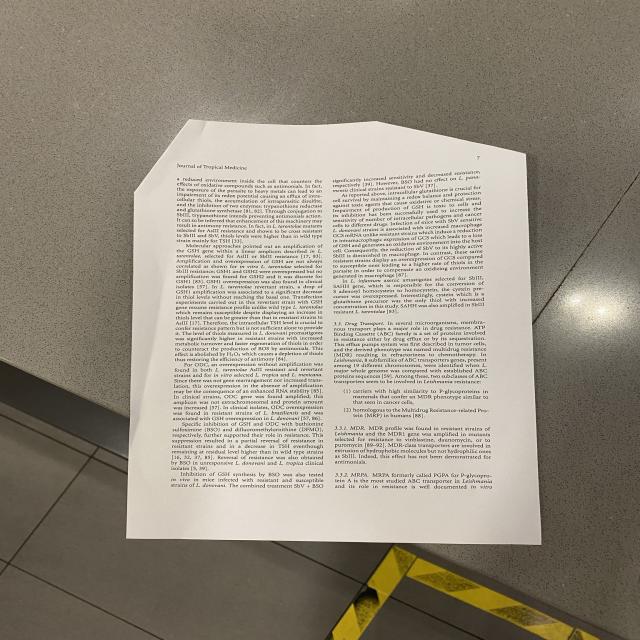 Journal of Tropical Medicine
7
a reduced environment inside the cell that counters the
effects of oxidative compounds such as antimonials. In fact,
the exposure of the parasite to heavy metals can lead to an
impairment of its redox potential causing an efflux of intra-
cellular thiols, the accumulation of intraparasitic disulfite,
and the inhibition of two enzymes: trypanothione reductase
and glutathione synthetase [81, 82]. Through conjugation to
SbIII, trypanothione intends preventing antimonials action.
It can be noted that enhancement of this machinery may
result in antimony resistance. In fact, in L. tarentolae mutants
selected for AsIII resistance and shown to be cross resistant
to SbIII and SbV, thiols levels were higher than in wild type
strain mainly for TSH [33].
Molecular approaches pointed out an amplification of
the GSH1 gene within a linear amplicon described in L.
tarentolae, selected for AsIII or SbIII resistance [17, 83].
Amplification and overexpression of GSH1 are not always
correlated as shown for in vitro L. tarentolae selected for
SbIII resistance: GSH1 and GSH2 were overexpressed but no
amplification was found for GSH2 and it was discrete for
GSH1 [83]. GSH1 overexpression was also found in clinical
isolates [57]. In L. tarentolae revertant strain, a drop of
GSH1 amplification was associated to a significant decrease
in thiol levels without reaching the basal one. Transfection
experiments carried out in this revertant strain with GSH
gene resume resistance profile unlike wild type L. tarentolae
which remains susceptible despite displaying an increase in
thiols level that can be greater than that in resistant strains to
AsIII [17]. Therefore, the intracellular TSH level is crucial to
confer resistance pattern but it is not sufficient alone to provide
it. The level of thiols measured in L. donovani promastigotes
was significantly higher in resistant strains with increased
metabolic turnover and faster regeneration of thiols in order
to counteract the production of ROS by antimonials. This
effect is abolished by H2O2 which causes a depletion of thiols
thus restoring the efficiency of antimony [84].
For ODC, an overexpression without amplification was
found in both L. tarentolae AsIII resistant and revertant
strains and for in vitro selected L. tropica and L. mexicana.
Since there was not gene rearrangement nor increased trans-
lation, this overexpression in the absence of amplification
may be the consequence of an enhanced RNA stability [85].
In clinical strains, ODC gene was found amplified; this
amplicon was not extrachromosomal and protein amount
was increased [57]. In clinical isolates, ODC overexpression
was found in resistant strains of L. braziliensis and was
associated with GSH overexpression in L. donovani [57, 86].
Specific inhibition of GSH and ODC with buthionine
sulfoximine (BSO) and difluoromethylornithine (DFMO),
respectively, further supported their role in resistance. This
suppression resulted in a partial reversal of resistance in
resistant strains and in a decrease in TSH eventhough
remaining at residual level higher than in wild type strains
[16, 32, 37, 83]. Reversal of resistance was also obtained
by BSO in unresponsive L. donovani and L. tropica clinical
isolates [3, 39].
Inhibition of GSH synthesis by BSO was also tested
in vivo in mice infected with resistant and susceptible
strains of L. donovani. The combined treatment SbV + BSO
significantly increased sensitivity and decreased resistance,
respectively [39]. However, BSO had no effect on L. pana-
mensis clinical strains resistant to SbV [37].
As reported above, intracellular glutathione is crucial for
cell survival by maintaining a redox balance and protection
against toxic agents that cause oxidative or chemical stress.
Impairment of production of GSH is toxic to cells and
its inhibition has been successfully used to increase the
sensitivity of number of intracellular pathogen and cancer
cells to different drugs. Infection of mice with SbV sensitive
L. donovani strains is associated with increased macrophage
GCS mRNA unlike resistant strains which induce a reduction
in intramacrophage expression of GCS which leads to a loss
of GSH and generates an oxidative environment into the host
cell. Consequently, the reduction of SbV to its highly active
SbIII is diminished in macrophage. In contrast, these same
resistant strains display an overexpression of GCS compared
to susceptible ones leading to a higher rate of thiols in the
parasite in order to compensate an oxidizing environment
generated in macrophage [87].
In L. infantum axenic amastigotes selected for SbIII,
SAHH gene, which is responsible for the conversion of
S adenosyl homocystein to homocystein, the cystein pre-
cursor was overexpressed. Interestingly, cysteine which is a
glutathione precursor was the only thiol with increased
concentration in this study. SAHH was also amplified in SbIII
resistant L. tarentolae [83].
3.3. Drug Transport. In several microorganisms, membra-
nous transport plays a major role in drug resistance. ATP
Binding Cassette (ABC) family is a set of proteins involved
in resistance either by drug efflux or by its sequestration.
This efflux pumps system was first described in tumor cells,
and the derived phenotype was named multidrug resistance
(MDR) resulting in refractoriness to chemotherapy. In
Leishmania, 8 subfamilies of ABC transporters genes, present
among 19 different chromosomes, were identified when L.
major whole genome was compared with established ABC
proteins sequences [59]. Among these, two subclass of ABC
transporters seem to be involved in Leishmania resistance:
(1) carriers with high similarity to P-glycoproteins in
mammals that confer an MDR phenotype similar to
that seen in cancer cells,
(2) homologous to the Multidrug Resistance-related Pro-
tein (MRP) in humans [88].
3.3.1. MDR. MDR profile was found in resistant strains of
Leishmania and the MDR1 gene was amplified in mutants
selected for resistance to vinblastine, daunomycin, or to
puromycin [89–92]. MDR-class transporters are involved in
extrusion of hydrophobic molecules but not hydrophilic ones
as SbIII. Indeed, this effect has not been demonstrated for
antimonials.
3.3.2. MRPA. MRPA formerly called PGPA for P-glycopro-
tein A is the most studied ABC transporter in Leishmania
and its role in resistance is well documented in vitro